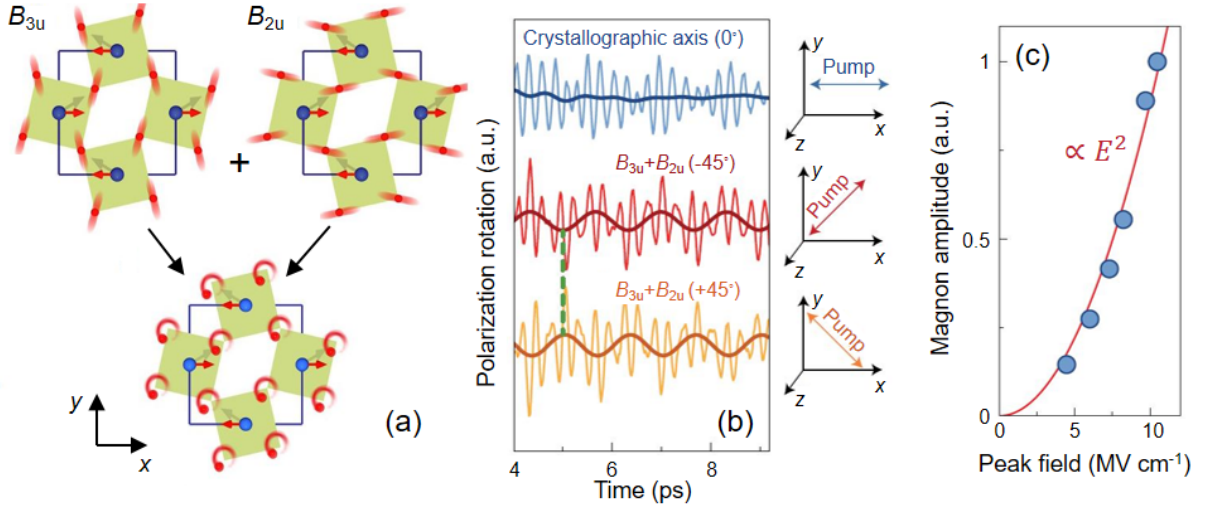 B3u
+
B2u
y
x
(a)
Polarization rotation (a.u.)
Crystallographic axis (0°)
B3u+B2u (-45°)
B3u+B2u (+45°)
(b)
4
6
8
Time (ps)
y
Pump
x
z
y
Pump
x
z
y
Pump
x
z
Magnon amplitude (a.u.)
(c)
∝ E²
1
0.5
0
0
5
10
Peak field (MV cm⁻¹)